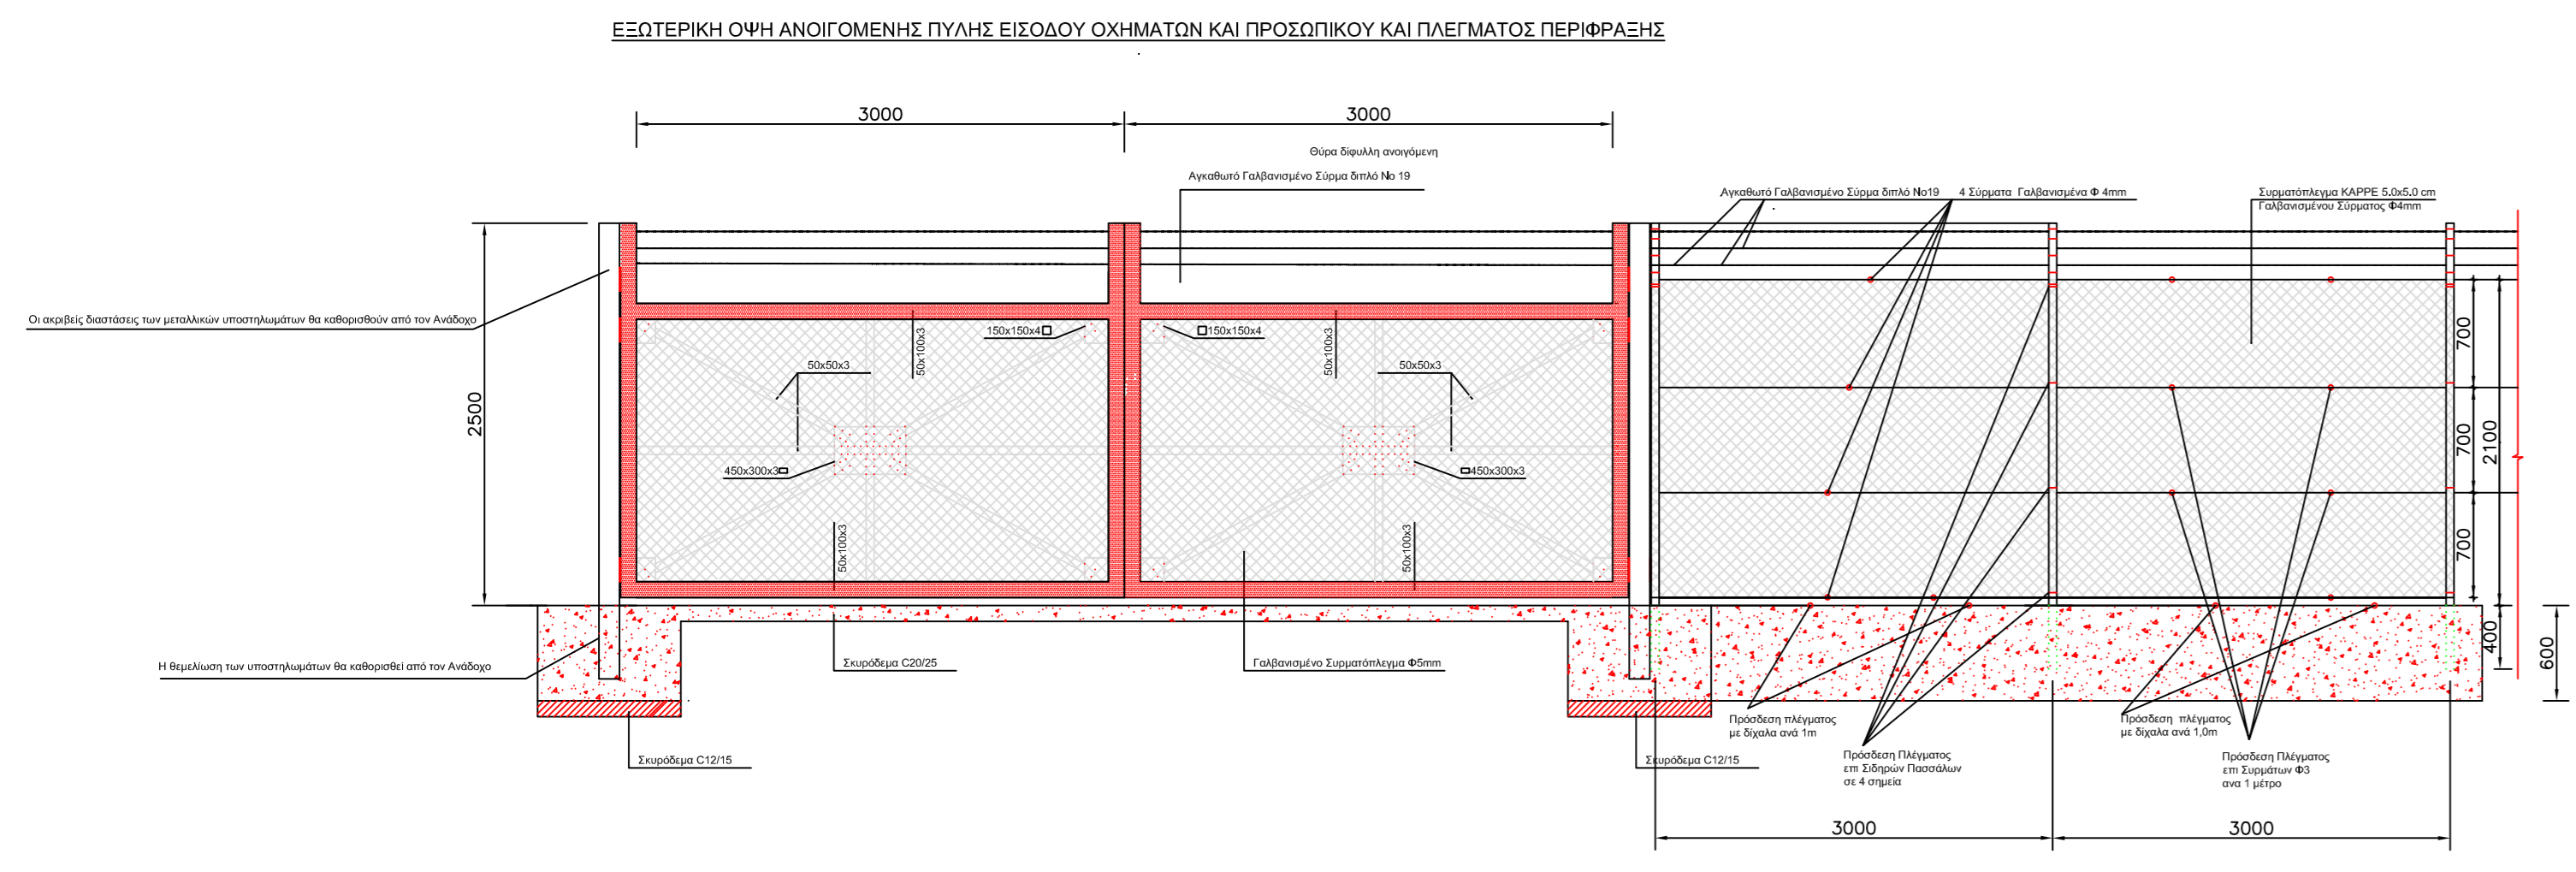 ΕΞΩΤΕΡΙΚΗ ΟΨΗ ΑΝΟΙΓΟΜΕΝΗΣ ΠΥΛΗΣ ΕΙΣΟΔΟΥ ΟΧΗΜΑΤΩΝ ΚΑΙ ΠΡΟΣΩΠΙΚΟΥ ΚΑΙ ΠΛΕΓΜΑΤΟΣ ΠΕΡΙΦΡΑΞΗΣ
3000
3000
Θύρα δίφυλλη ανοιγόμενη
Αγκαθωτό Γαλβανισμένο Σύρμα διπλό Νο 19
Αγκαθωτό Γαλβανισμένο Σύρμα διπλό Νο19
4 Σύρματα Γαλβανισμένα Φ 4mm
Συρματόπλεγμα ΚΑΡΡΕ 5.0x5.0 cm
Γαλβανισμένου Σύρματος Φ4mm
Οι ακριβείς διαστάσεις των μεταλλικών υποστηλωμάτων θα καθορισθούν από τον Ανάδοχο
2500
150x150x4
150x150x4
50x100x3
50x100x3
50x50x3
50x50x3
450x300x3
450x300x3
50x100x3
50x100x3
700
700
700
2100
400
600
Η θεμελίωση των υποστηλωμάτων θα καθορισθεί από τον Ανάδοχο
Σκυρόδεμα C20/25
Γαλβανισμένο Συρματόπλεγμα Φ5mm
Σκυρόδεμα C12/15
Σκυρόδεμα C12/15
Πρόσδεση πλέγματος
με δίχαλα ανά 1m
Πρόσδεση Πλέγματος
επι Σιδηρών Πασσάλων
σε 4 σημεία
Πρόσδεση πλέγματος
με δίχαλα ανά 1,0m
Πρόσδεση Πλέγματος
επι Συρμάτων Φ3
ανα 1 μέτρο
3000
3000